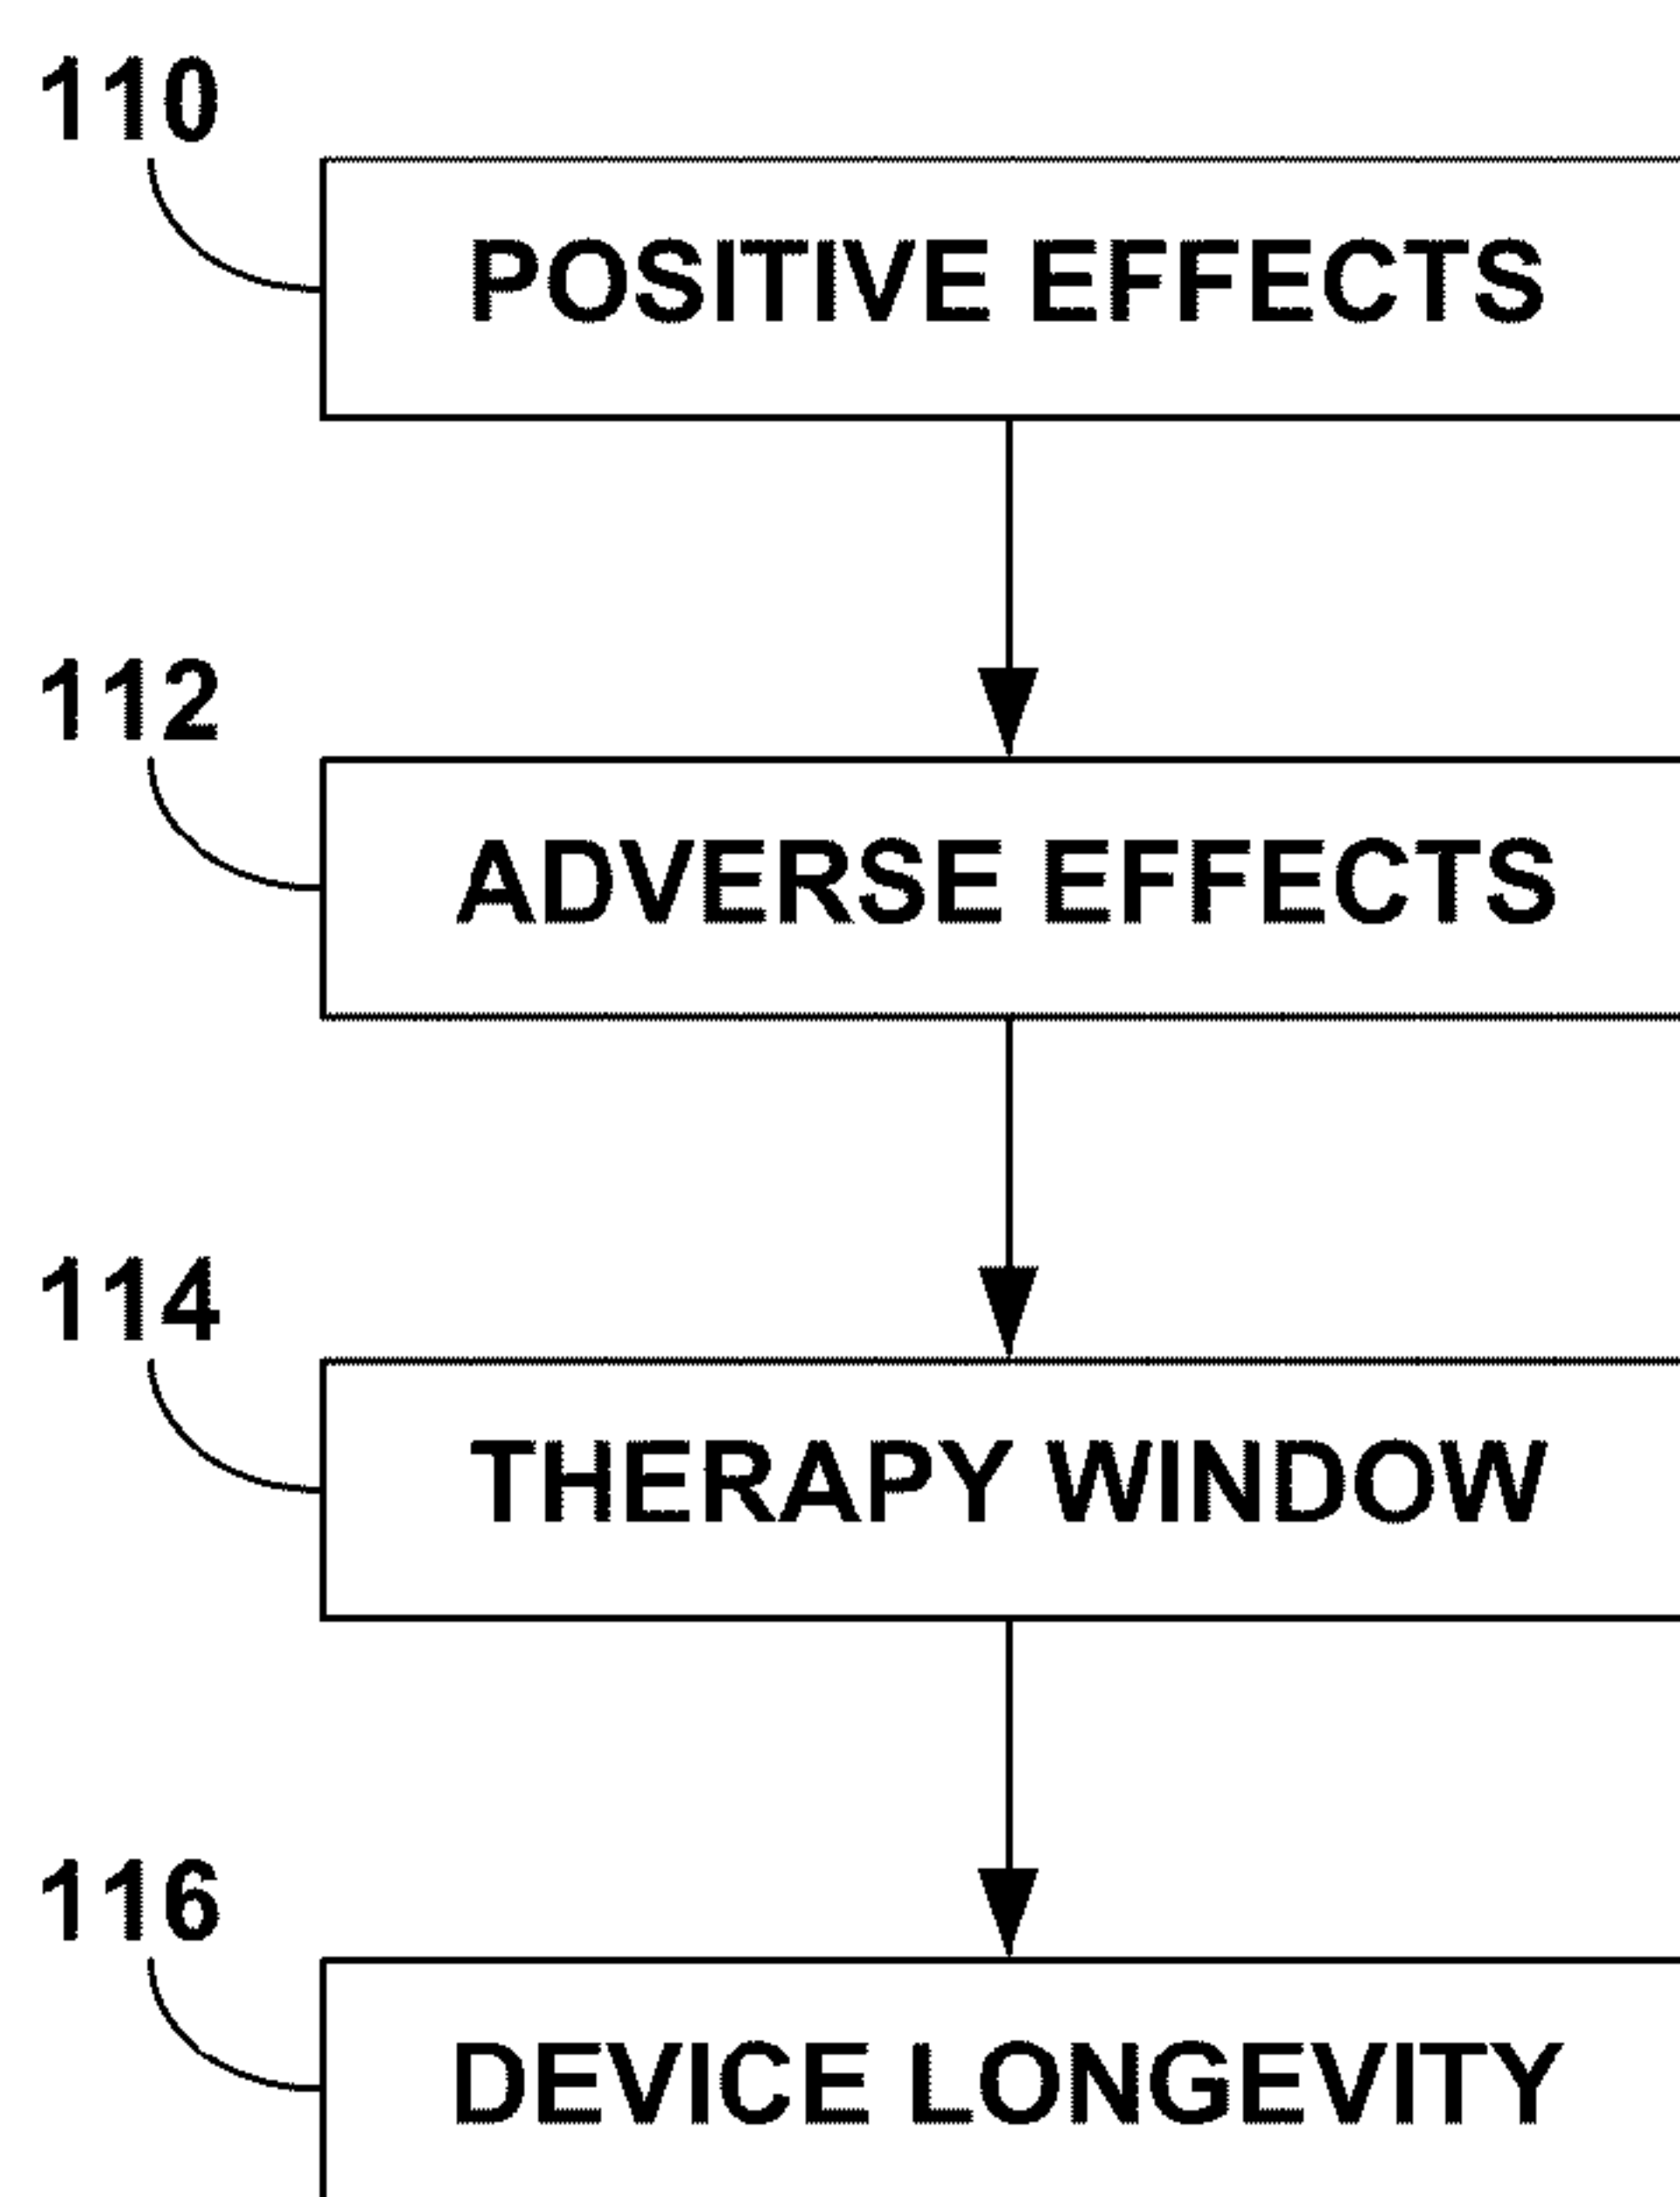 110
POSITIVE EFFECTS
112
ADVERSE EFFECTS
114
THERAPY WINDOW
116
DEVICE LONGEVITY